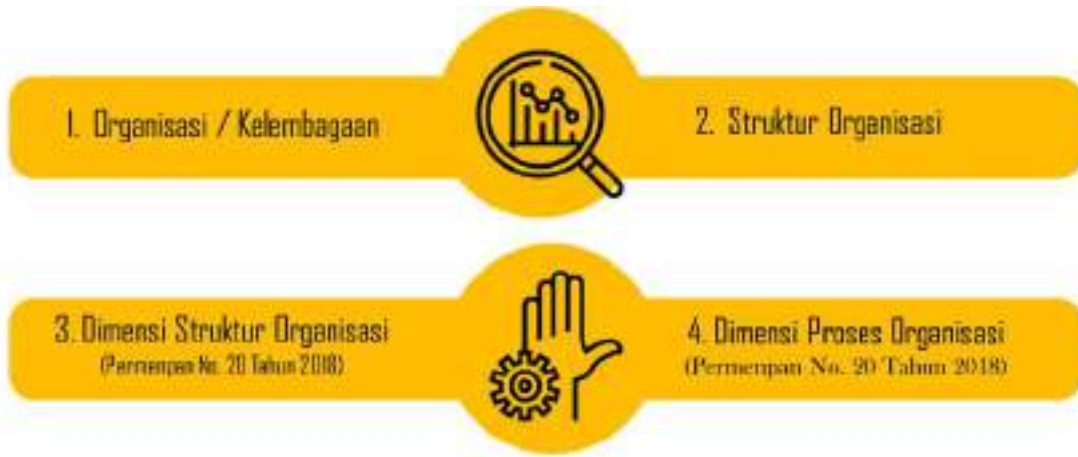 1. Organisasi / Kelembagaan
2. Struktur Organisasi
3. Dimensi Struktur Organisasi
(Permenpan No. 20 Tahun 2018)
4. Dimensi Proses Organisasi
(Permenpan No. 20 Tahun 2018)